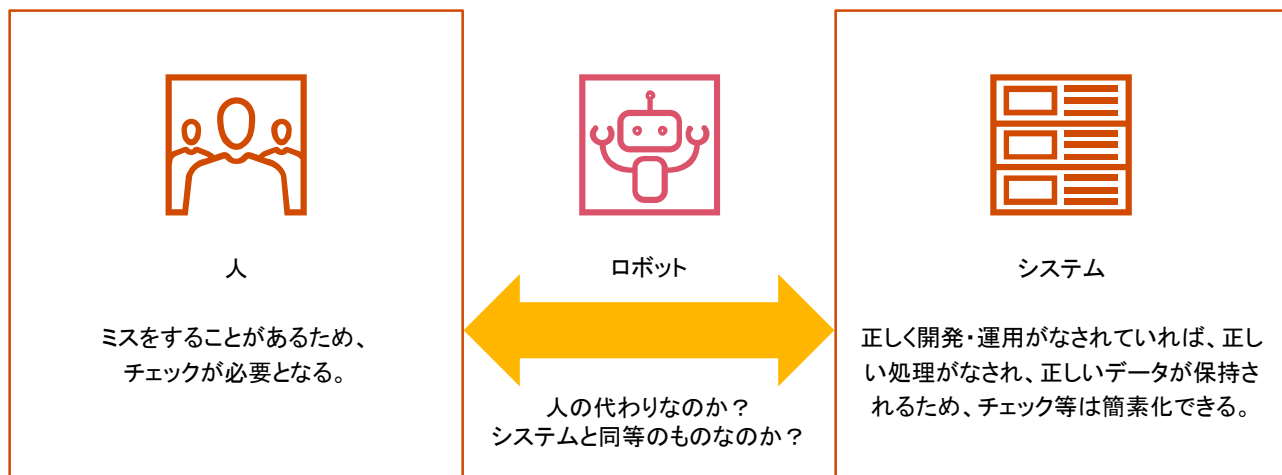 人
ミスをすることがあるため、
チェックが必要となる。
ロボット
人の代わりなのか？
システムと同等のものなのか？
システム
正しく開発・運用がなされていれば、正し
い処理がなされ、正しいデータが保持さ
れるため、チェック等は簡素化できる。